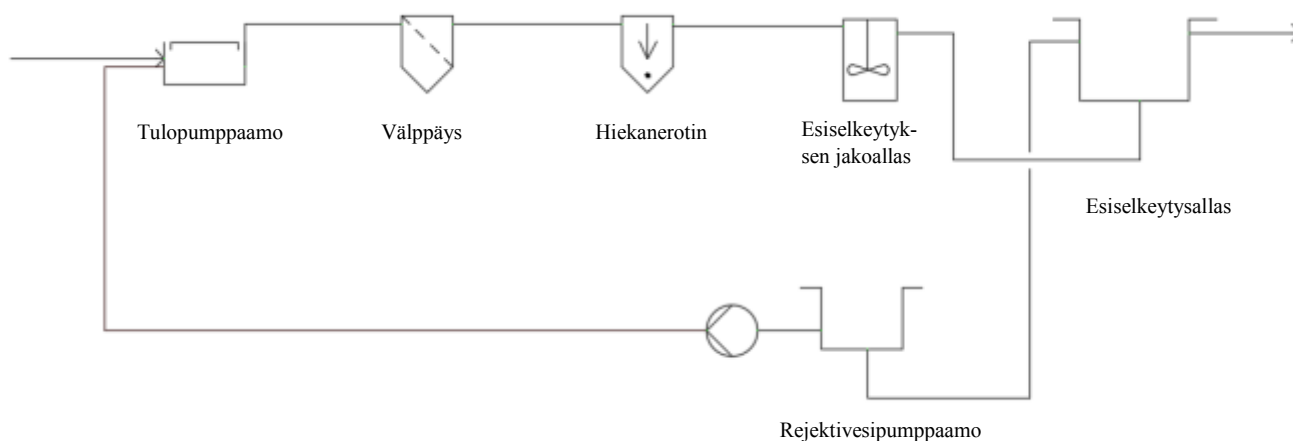 Tulopumppaamo
Välppäys
Hiekanerotin
Esiselkeytyk-
sen jakoallas
Esiselkeytysallas
Rejektivesipumppaamo